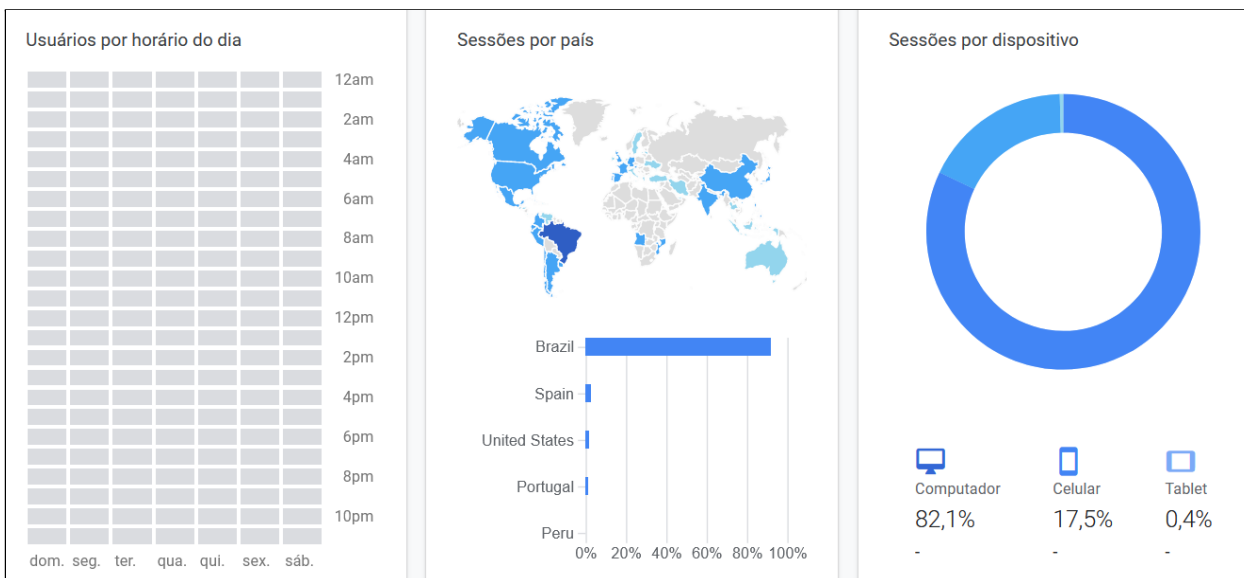 Usuários por horário do dia
12am
2am
4am
6am
8am
10am
12pm
2pm
4pm
6pm
8pm
10pm
dom. seg. ter. qua. qui. sex. sáb.
Sessões por país
Brazil
Spain
United States
Portugal
Peru
0% 20% 40% 60% 80% 100%
Sessões por dispositivo
Computador Celular Tablet
82,1% 17,5% 0,4%
- - -